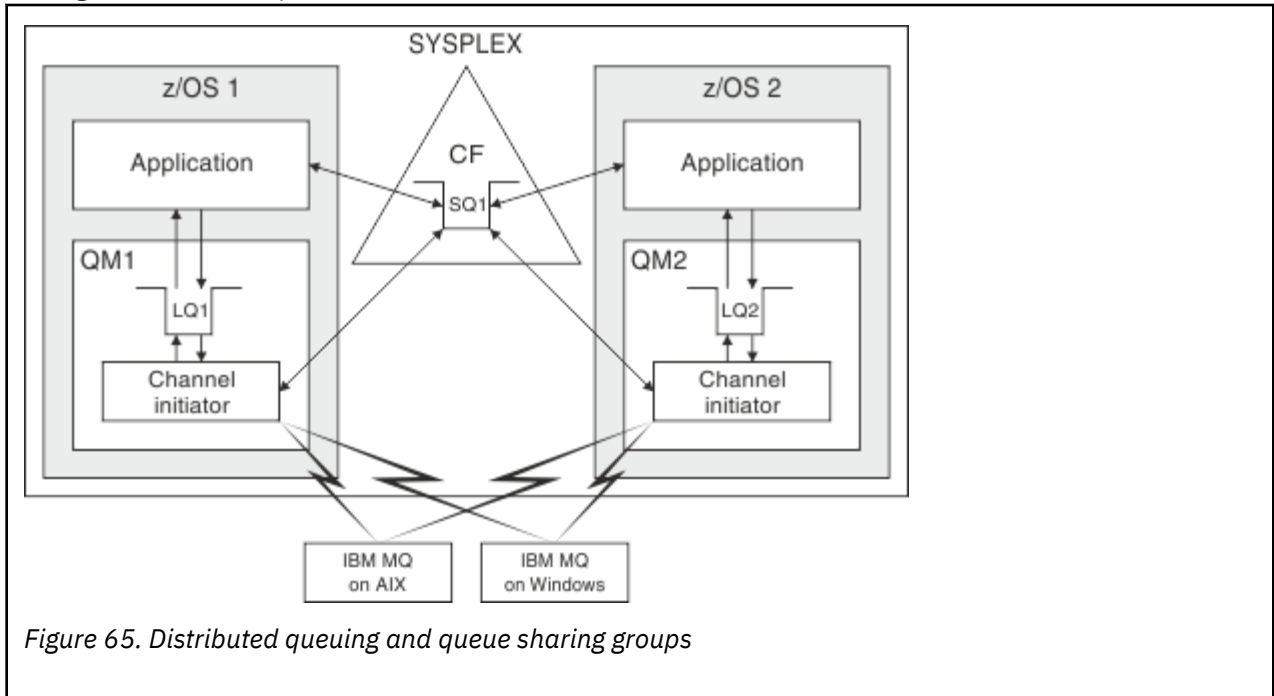 SYSPLEX
z/OS 1
z/OS 2
Application
CF
Application
SQ1
QM1
QM2
LQ1
LQ2
Channel
initiator
Channel
initiator
IBM MQ
on AIX
IBM MQ
on Windows
Figure 65. Distributed queuing and queue sharing groups